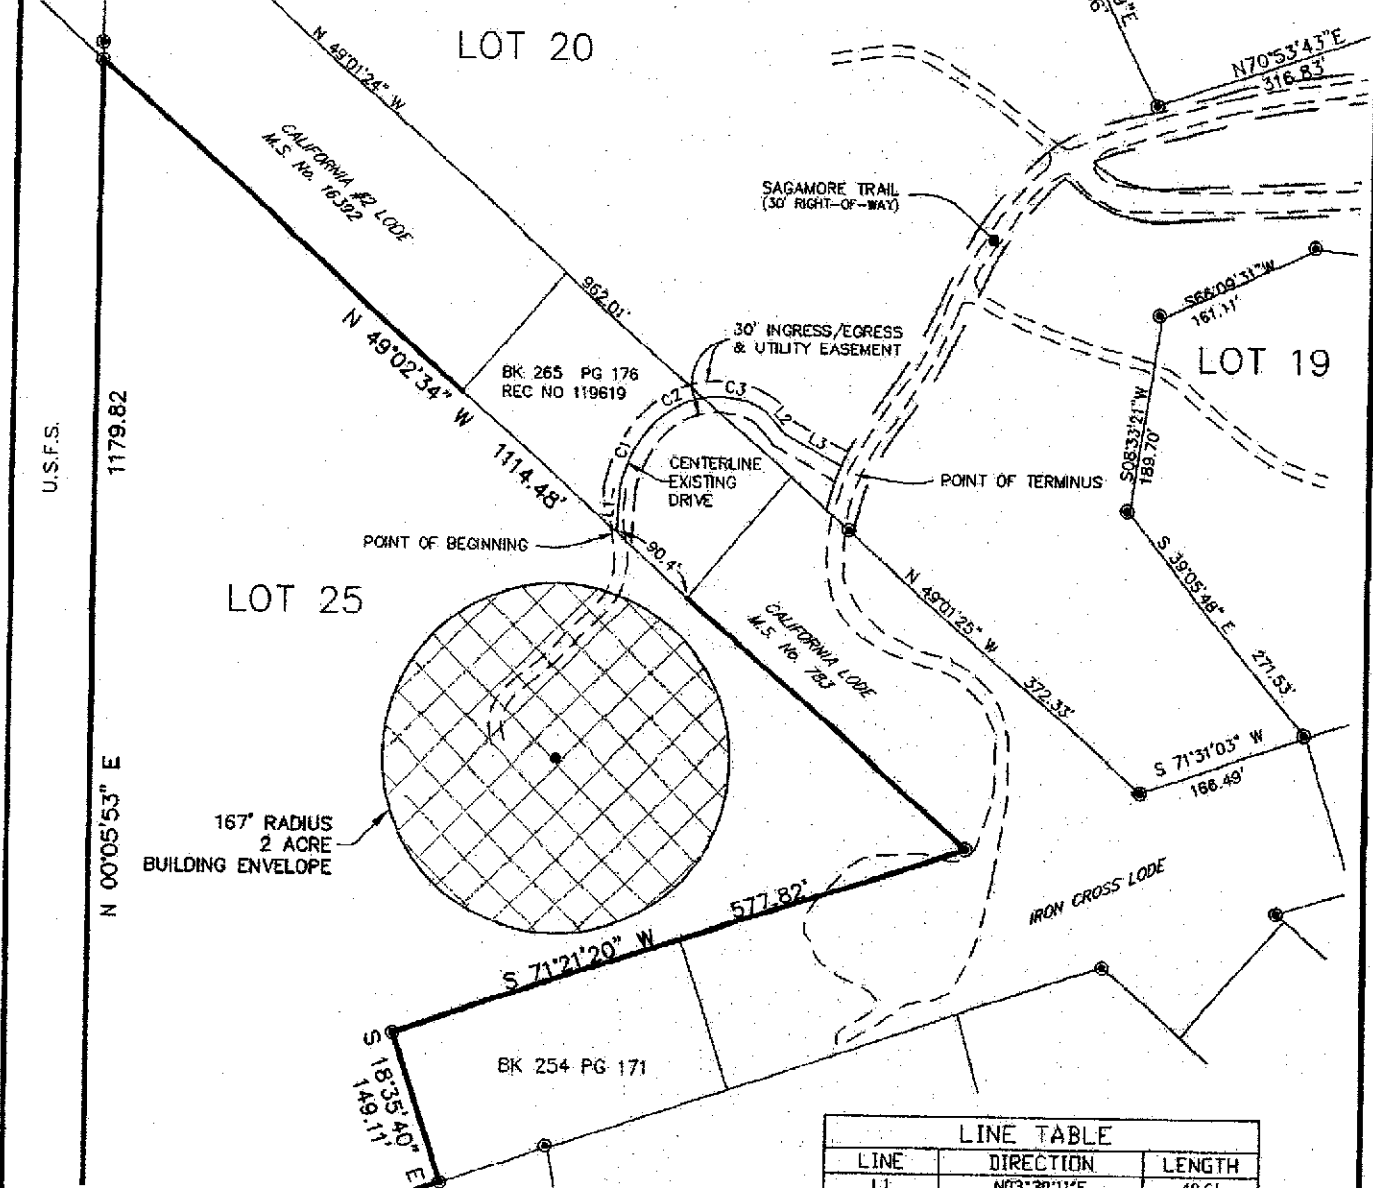 LOT 20
N 49°01'24" W
N70°53'43"E
316.83'
CALIFORNIA #2 LODE
M.S. No. 16392
SAGAMORE TRAIL
(30' RIGHT-OF-WAY)
S66°09'31"W
161.11'
962.01'
30' INGRESS/EGRESS
& UTILITY EASEMENT
LOT 19
N 49°02'34" W
1114.48'
BK 265 PG 176
REC NO 119619
C2
C3
L2
L3
C1
L1
1179.82
U.S.F.S.
S08°33'21"W
189.70'
CENTERLINE
EXISTING
DRIVE
POINT OF TERMINUS
POINT OF BEGINNING
90.4'
LOT 25
N 49°01'25" W
372.33'
S 39°05'48" E
271.53'
CALIFORNIA LODE
M.S. No. 783
S 71°31'03" W
166.49'
N 00°05'53" E
167' RADIUS
2 ACRE
BUILDING ENVELOPE
577.82'
S 71°21'20" W
IRON CROSS LODE
S 18°35'40" E
149.11'
BK 254 PG 171
LINE TABLE
LINE DIRECTION LENGTH
L1